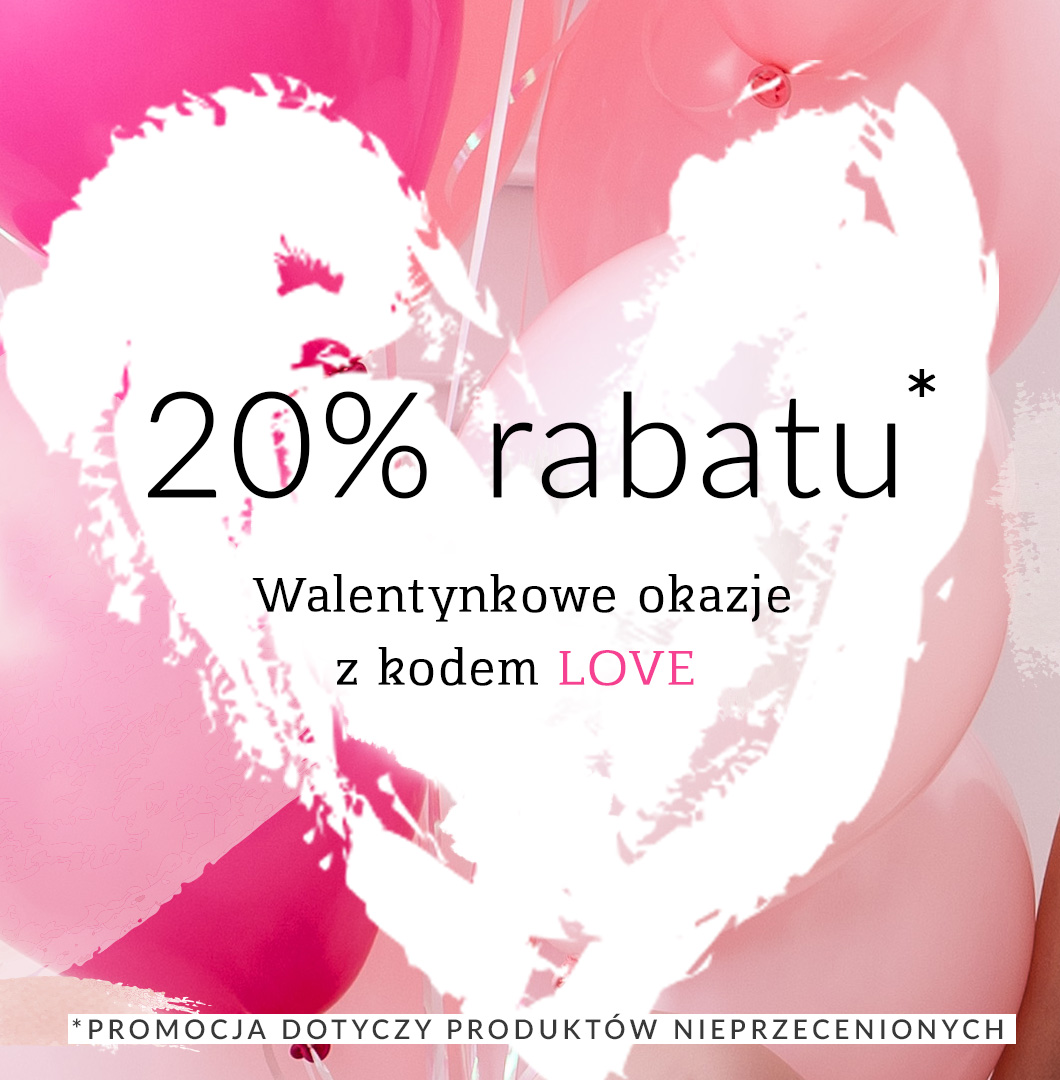 20% rabatu*
Walentynkowe okazje
z kodem LOVE
*PROMOCJA DOTYCZY PRODUKTÓW NIEPRZECENIONYCH